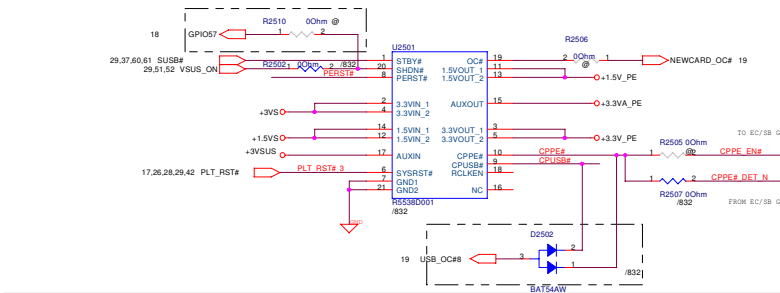 R2510 0Ohm @
18 GPIO57 1 2
U2501
R2506
29,37,60,61 SUSB# 1 STBY# OC# 19 2 0Ohm 1 NEWCARD_OC# 19
@
29,51,52 VSUS_ON R2502 0Ohm /832 20 SHDN# 1.5VOUT_1 11
PERST# 8 PERST# 1.5VOUT_2 13 +1.5V_PE
+3VS 2 3.3VIN_1 AUXOUT 15 +3.3VA_PE
4 3.3VIN_2
14 1.5VIN_1 3.3VOUT_1 3
+1.5VS 12 1.5VIN_2 3.3VOUT_2 5 +3.3V_PE
TO EC/SB G
+3VSUS 17 AUXIN CPPE# 10 CPPE# R2505 0Ohm
1 2 @ CPPE_EN#
CPUSB# 9 CPUSB#
17,26,28,29,42 PLT_RST# PLT_RST# 3 6 SYSRST# RCLKEN 18
7 GND1 1 2 CPPE#_DET_N
21 GND2 NC 16
R2507 0Ohm
/832
FROM EC/SB G
R5538D001
/832
GND
D2502
2
19 USB_OC#8 3
1 /832
BAT54AW